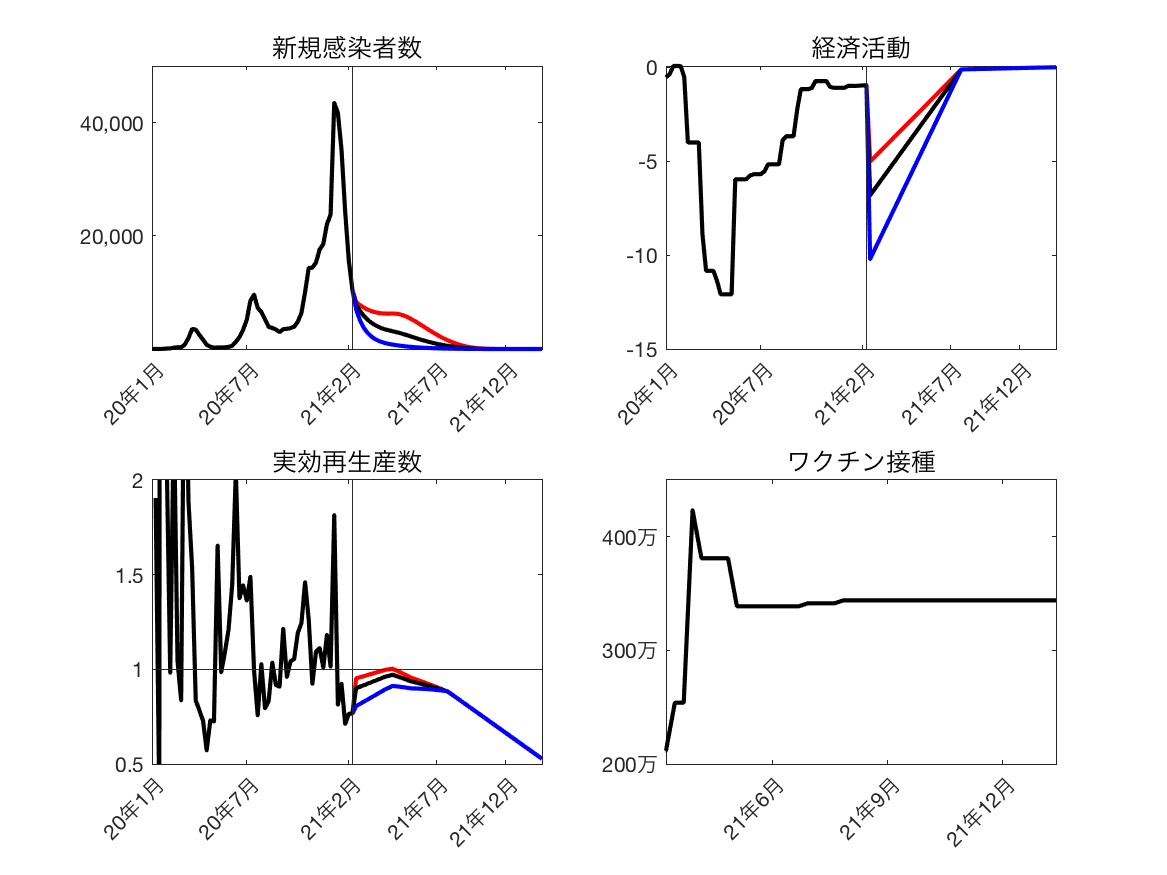 新規感染者数
40,000
20,000
20年1月
20年7月
21年2月
21年7月
21年12月
経済活動
0
-5
-10
-15
20年1月
20年7月
21年2月
21年7月
21年12月
実効再生産数
2
1.5
1
0.5
20年1月
20年7月
21年2月
21年7月
21年12月
ワクチン接種
400万
300万
200万
21年6月
21年9月
21年12月